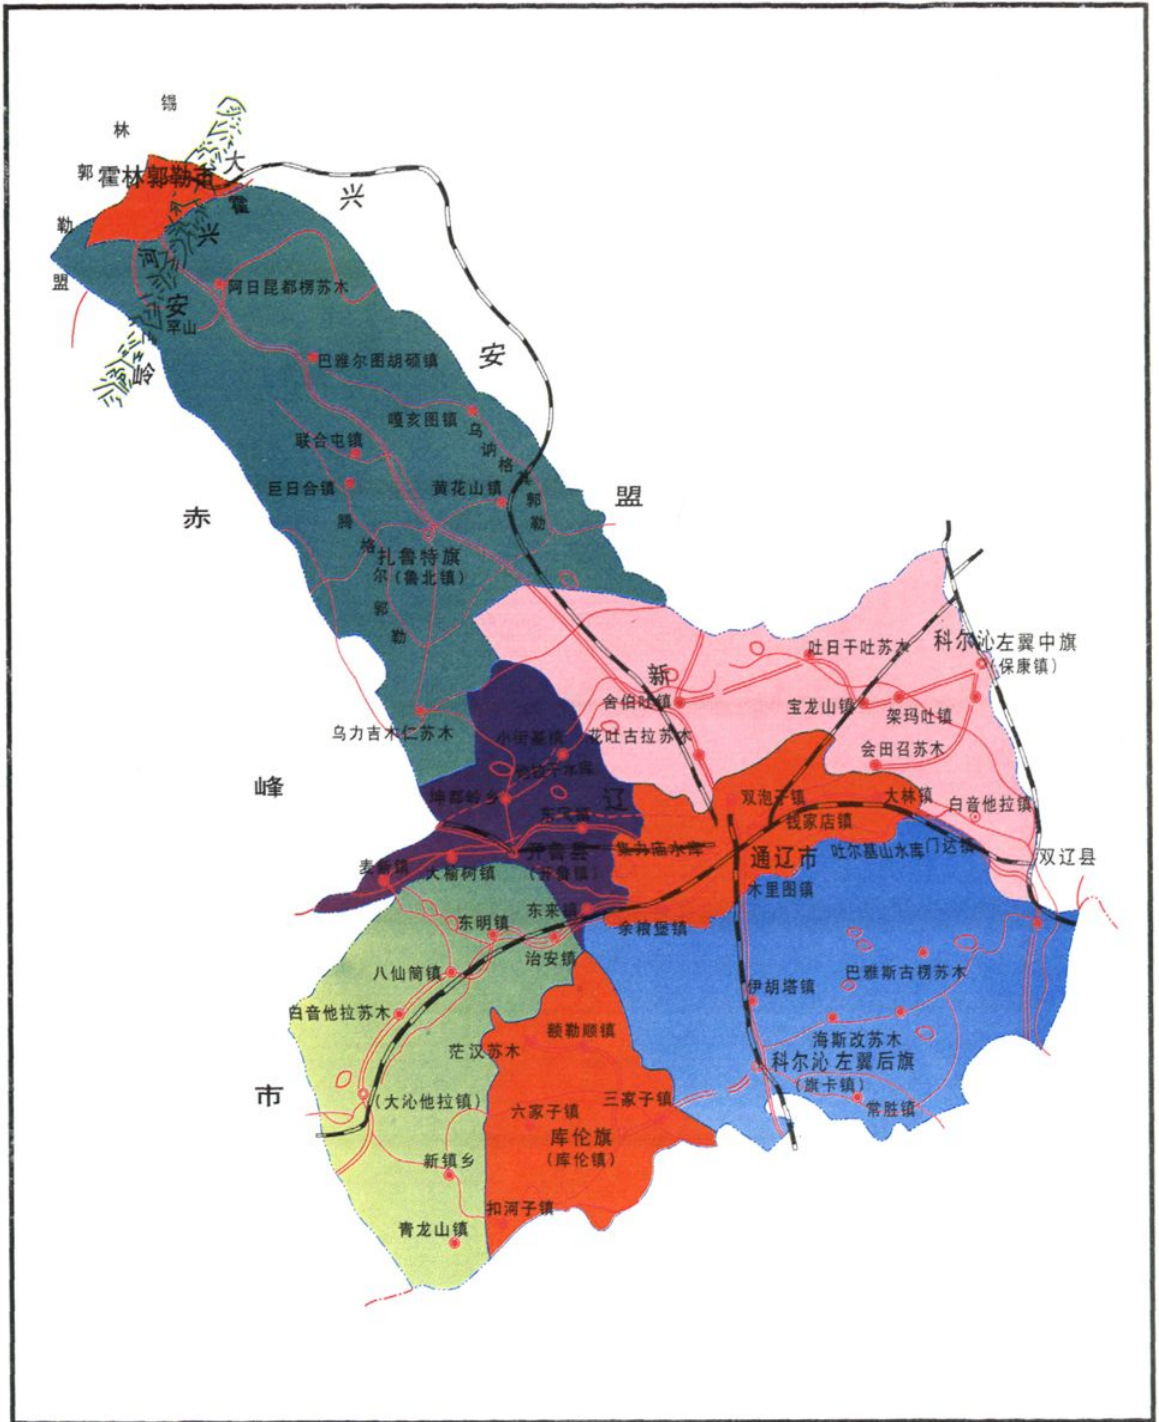 锡
林
郭
勒
盟
霍林郭勒市
大
兴
安
岭
霍
河
罕山
兴
安
盟
阿日昆都楞苏木
巴雅尔图胡硕镇
嘎亥图镇
联合屯镇
巨日合镇
黄花山镇
乌
讷
格
郭
勒
腾
格
尔
郭
勒
扎鲁特旗
(鲁北镇)
赤
峰
市
乌力吉木仁苏木
新
辽
吐日干吐苏木
科尔沁左翼中旗
(保康镇)
舍伯吐镇
宝龙山镇
架玛吐镇
花吐古拉苏木
会田召苏木
小街基镇
双泡子镇
大林镇
白音他拉镇
钱家店镇
东风镇
开鲁县
(开鲁镇)
集力庙水库
通辽市
吐尔基山水库
门达镇
双辽县
麦新镇
大榆树镇
木里图镇
东来镇
余粮堡镇
东明镇
治安镇
八仙筒镇
白音他拉苏木
伊胡塔镇
巴雅斯古楞苏木
额勒顺镇
茫汉苏木
海斯改苏木
科尔沁左翼后旗
(旗卡镇)
常胜镇
(大沁他拉镇)
六家子镇
三家子镇
库伦旗
(库伦镇)
新镇乡
扣河子镇
青龙山镇